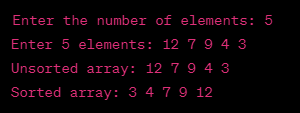 Enter the number of elements: 5
Enter 5 elements: 12 7 9 4 3
Unsorted array: 12 7 9 4 3
Sorted array: 3 4 7 9 12